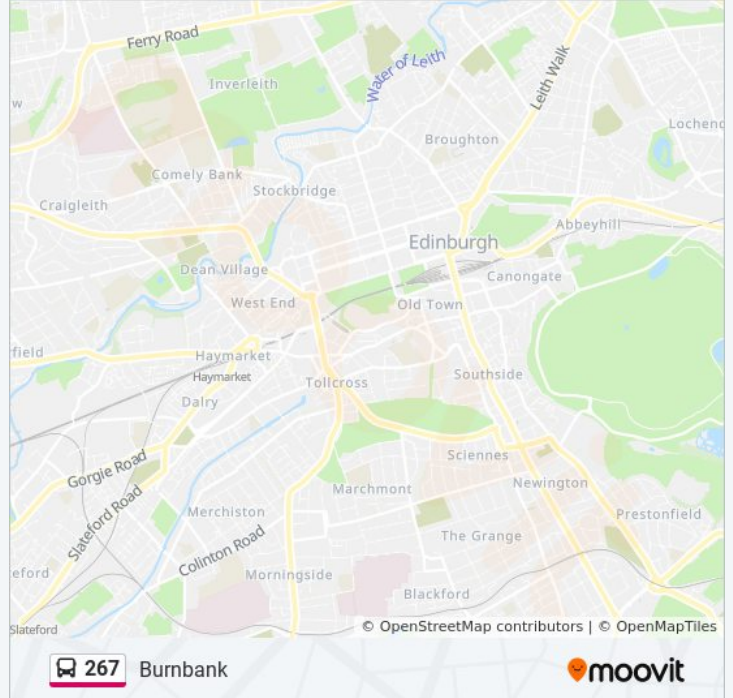 Ferry Road
Water of Leith
Leith Walk
Inverleith
w
Lochend
Broughton
Comely Bank
Stockbridge
Craigleith
Abbeyhill
Edinburgh
Dean Village
Canongate
West End
Old Town
field
Haymarket
Haymarket
Tollcross
Southside
Dalry
Gorgie Road
Sciennes
Newington
Marchmont
Slateford Road
Merchiston
Prestonfield
The Grange
Colinton Road
eford
Morningside
Blackford
Slateford
© OpenStreetMap contributors | © OpenMapTiles
267 Burnbank
moovit